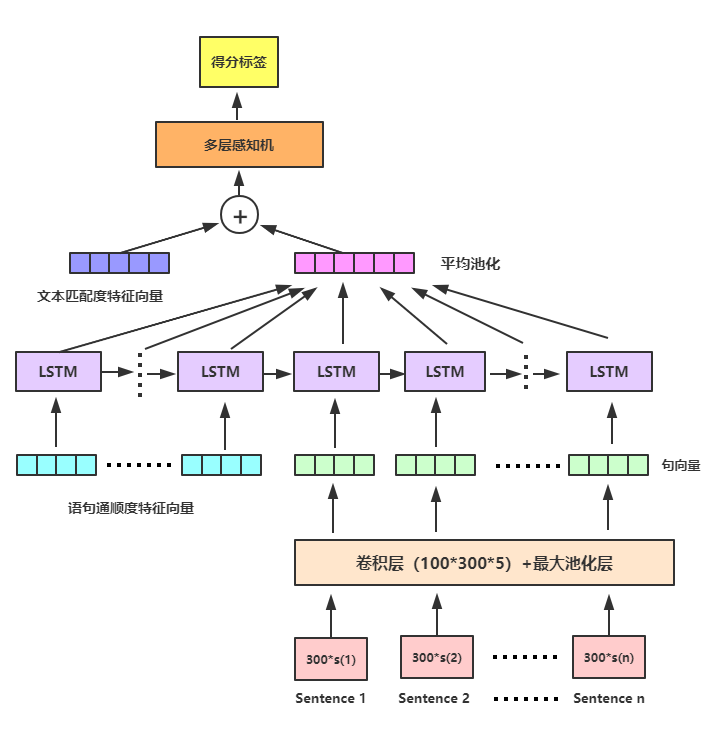 得分标签
多层感知机
+
平均池化
文本匹配度特征向量
LSTM LSTM LSTM LSTM LSTM
句向量
语句通顺度特征向量
卷积层（100*300*5）+最大池化层
300*s(1) 300*s(2) 300*s(n)
Sentence 1 Sentence 2 Sentence n